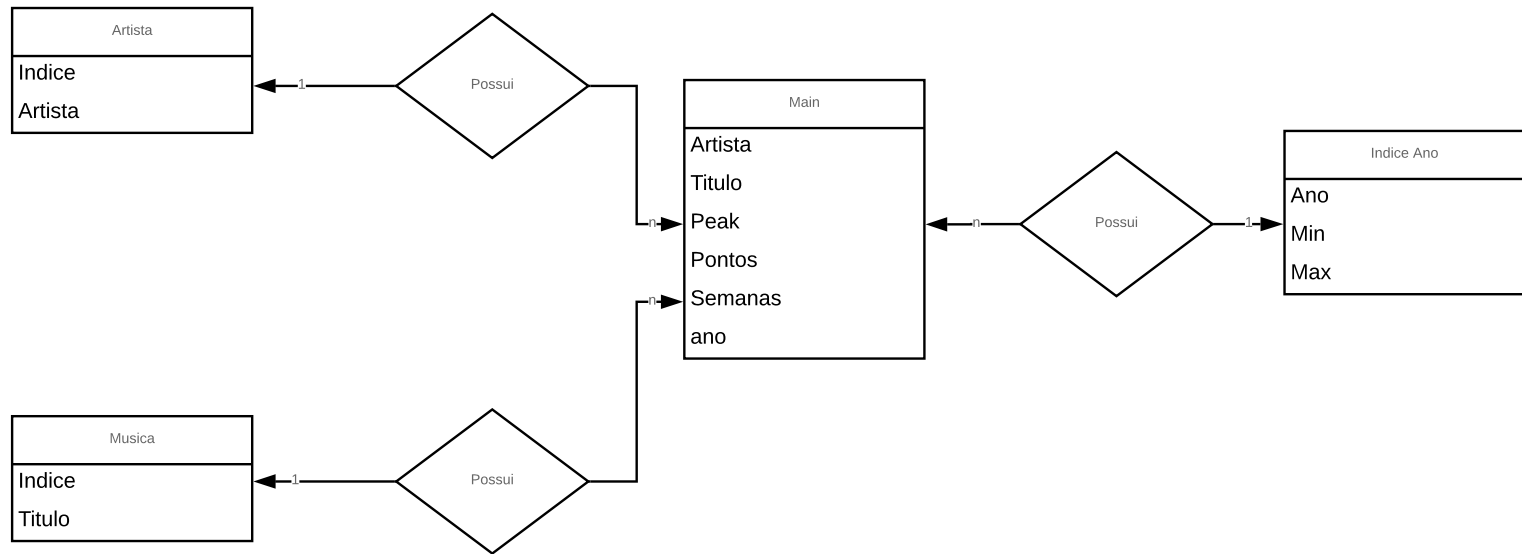 Artista
Indice
Artista
1
Possui
n
Main
Artista
Titulo
Peak
Pontos
Semanas
ano
n
Possui
1
Indice Ano
Ano
Min
Max
Musica
Indice
Titulo
1
Possui
n